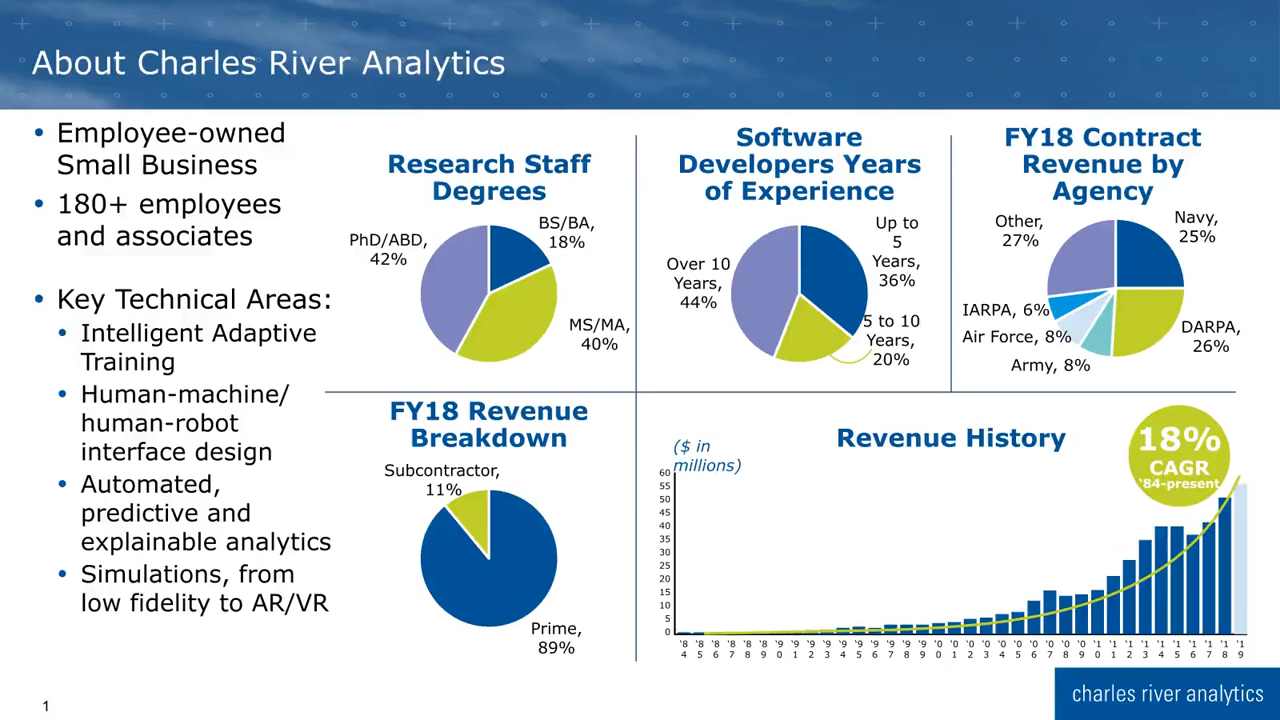 About Charles River Analytics
• Employee-owned
Small Business
• 180+ employees
and associates
• Key Technical Areas:
• Intelligent Adaptive
Training
• Human-machine/
human-robot
interface design
• Automated,
predictive and
explainable analytics
• Simulations, from
low fidelity to AR/VR
Research Staff
Degrees
BS/BA,
18%
PhD/ABD,
42%
MS/MA,
40%
Software
Developers Years
of Experience
Up to
5
Years,
36%
Over 10
Years,
44%
5 to 10
Years,
20%
FY18 Contract
Revenue by
Agency
Other,
27%
Navy,
25%
IARPA, 6%
Air Force, 8%
Army, 8%
DARPA,
26%
FY18 Revenue
Breakdown
Subcontractor,
11%
Prime,
89%
Revenue History
($ in
millions)
18%
CAGR
'84-present
60
55
50
45
40
35
30
25
20
15
10
5
0
'84 '85 '86 '87 '88 '89 '90 '91 '92 '93 '94 '95 '96 '97 '98 '99 '00 '01 '02 '03 '04 '05 '06 '07 '08 '09 '10 '11 '12 '13 '14 '15 '16 '17 '18 '19
1
charles river analytics